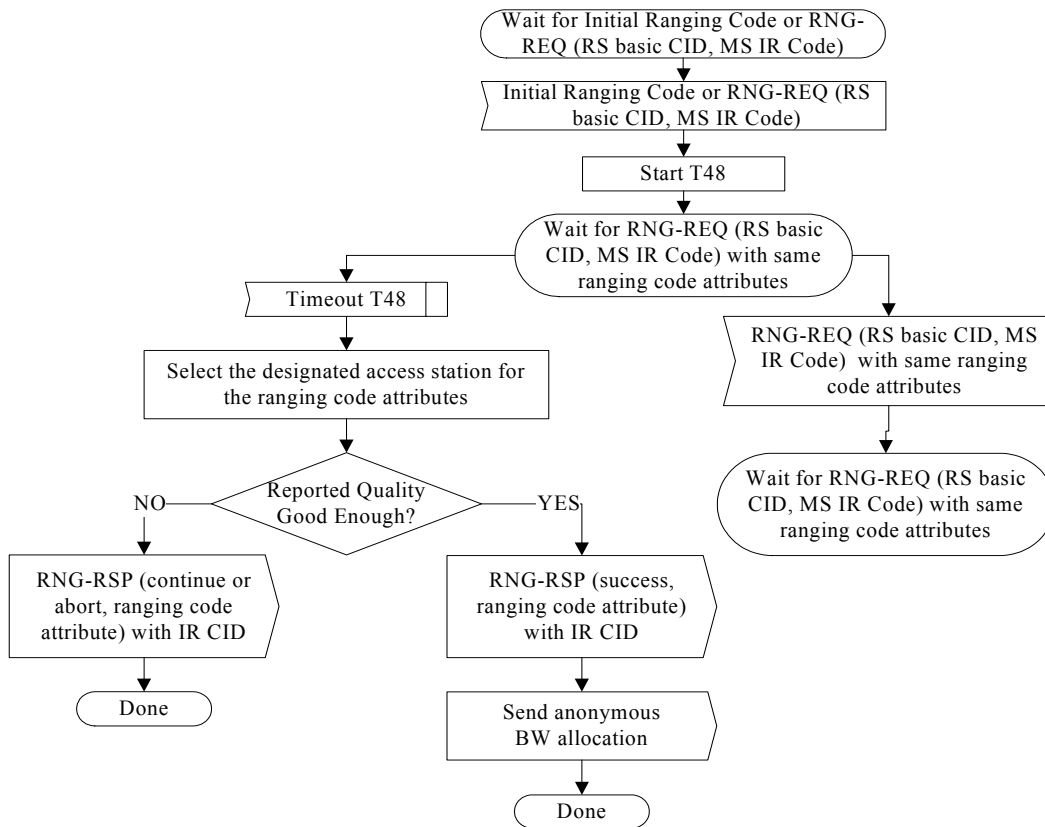 Wait for Initial Ranging Code or RNG-
REQ (RS basic CID, MS IR Code)
Initial Ranging Code or RNG-REQ (RS
basic CID, MS IR Code)
Start T48
Wait for RNG-REQ (RS basic
CID, MS IR Code) with same
ranging code attributes
Timeout T48
RNG-REQ (RS basic CID, MS
IR Code) with same ranging
code attributes
Select the designated access station for
the ranging code attributes
Wait for RNG-REQ (RS basic
CID, MS IR Code) with same
ranging code attributes
Reported Quality
Good Enough?
NO
YES
RNG-RSP (continue or
abort, ranging code
attribute) with IR CID
RNG-RSP (success,
ranging code attribute)
with IR CID
Done
Send anonymous
BW allocation
Done